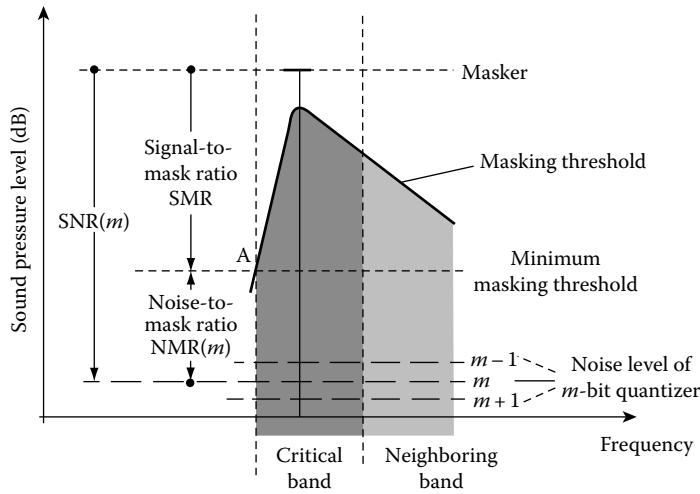 Sound pressure level (dB)
Masker
Signal-to-
mask ratio
SMR
Masking threshold
SNR(m)
A
Minimum
masking threshold
Noise-to-
mask ratio
NMR(m)
m – 1
m
m + 1
Noise level of
m-bit quantizer
Frequency
Critical
band
Neighboring
band